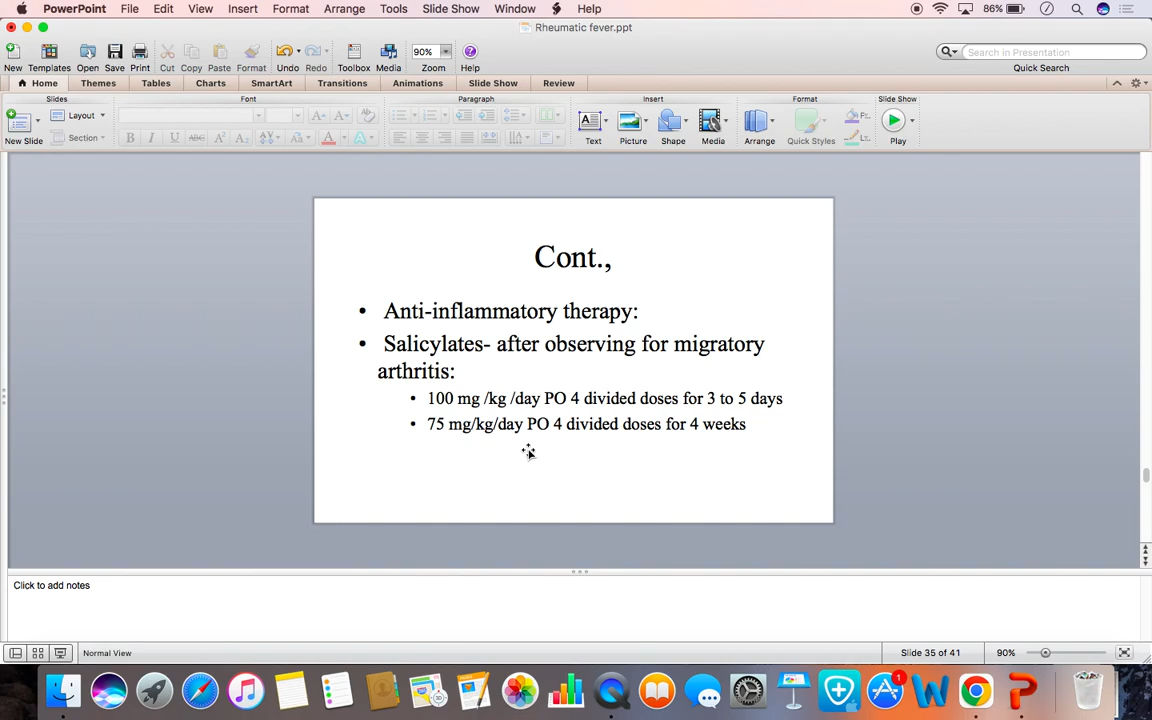 PowerPoint File Edit View Insert Format Arrange Tools Slide Show Window Help 86%
Rheumatic fever.ppt
90% Search in Presentation
New Templates Open Save Print Cut Copy Paste Format Undo Redo Toolbox Media Zoom Help Quick Search
Home Themes Tables Charts SmartArt Transitions Animations Slide Show Review
Slides Font Paragraph Insert Format Slide Show
Layout
New Slide Section Text Picture Shape Media Arrange Quick Styles Play
Cont.,
• Anti-inflammatory therapy:
• Salicylates- after observing for migratory
arthritis:
• 100 mg /kg /day PO 4 divided doses for 3 to 5 days
• 75 mg/kg/day PO 4 divided doses for 4 weeks
Click to add notes
Normal View Slide 35 of 41 90%
1